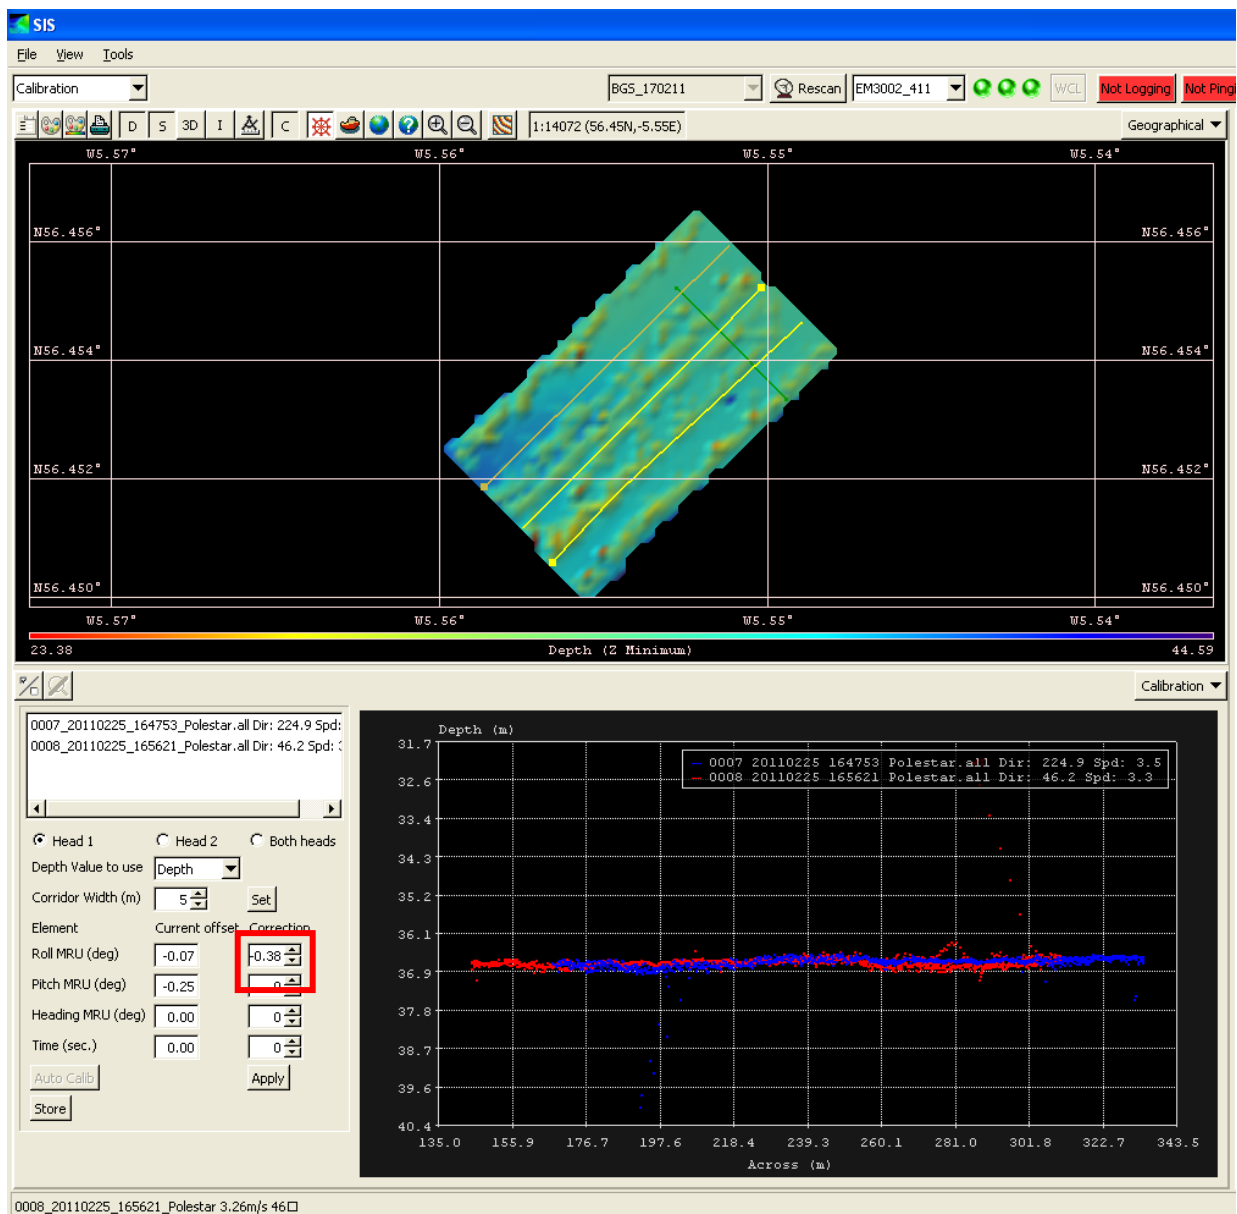 SIS
File View Tools
Calibration BGS_170211 Rescan EM3002_411 WCL Not Logging Not Pingi
D S 3D I C 1:14072 (56.45N,-5.55E) Geographical
W5.57° W5.56° W5.55° W5.54°
N56.456° N56.456°
N56.454° N56.454°
N56.452° N56.452°
N56.450° N56.450°
W5.57° W5.56° W5.55° W5.54°
23.38 Depth (Z Minimum) 44.59
Calibration
0007_20110225_164753_Polestar.all Dir: 224.9 Spd:
0008_20110225_165621_Polestar.all Dir: 46.2 Spd: 3
Head 1 Head 2 Both heads
Depth Value to use Depth
Corridor Width (m) 5 Set
Element Current offset Correction
Roll MRU (deg) -0.07 -0.38
Pitch MRU (deg) -0.25 0
Heading MRU (deg) 0.00 0
Time (sec.) 0.00 0
Auto Calib Apply
Store
Depth (m)
0007 20110225 164753 Polestar.all Dir: 224.9 Spd: 3.5
0008 20110225 165621 Polestar.all Dir: 46.2 Spd: 3.3
31.7
32.6
33.4
34.3
35.2
36.1
36.9
37.8
38.7
39.6
40.4
135.0 155.9 176.7 197.6 218.4 239.3 260.1 281.0 301.8 322.7 343.5
Across (m)
0008_20110225_165621_Polestar 3.26m/s 46□